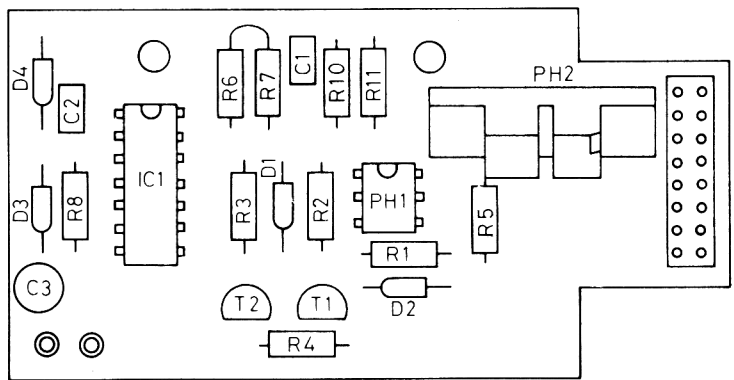 D4
C2
R6
R7
C1
R10
R11
PH2
IC1
D3
R8
R3
D1
R2
PH1
R5
R1
C3
T2
T1
D2
R4